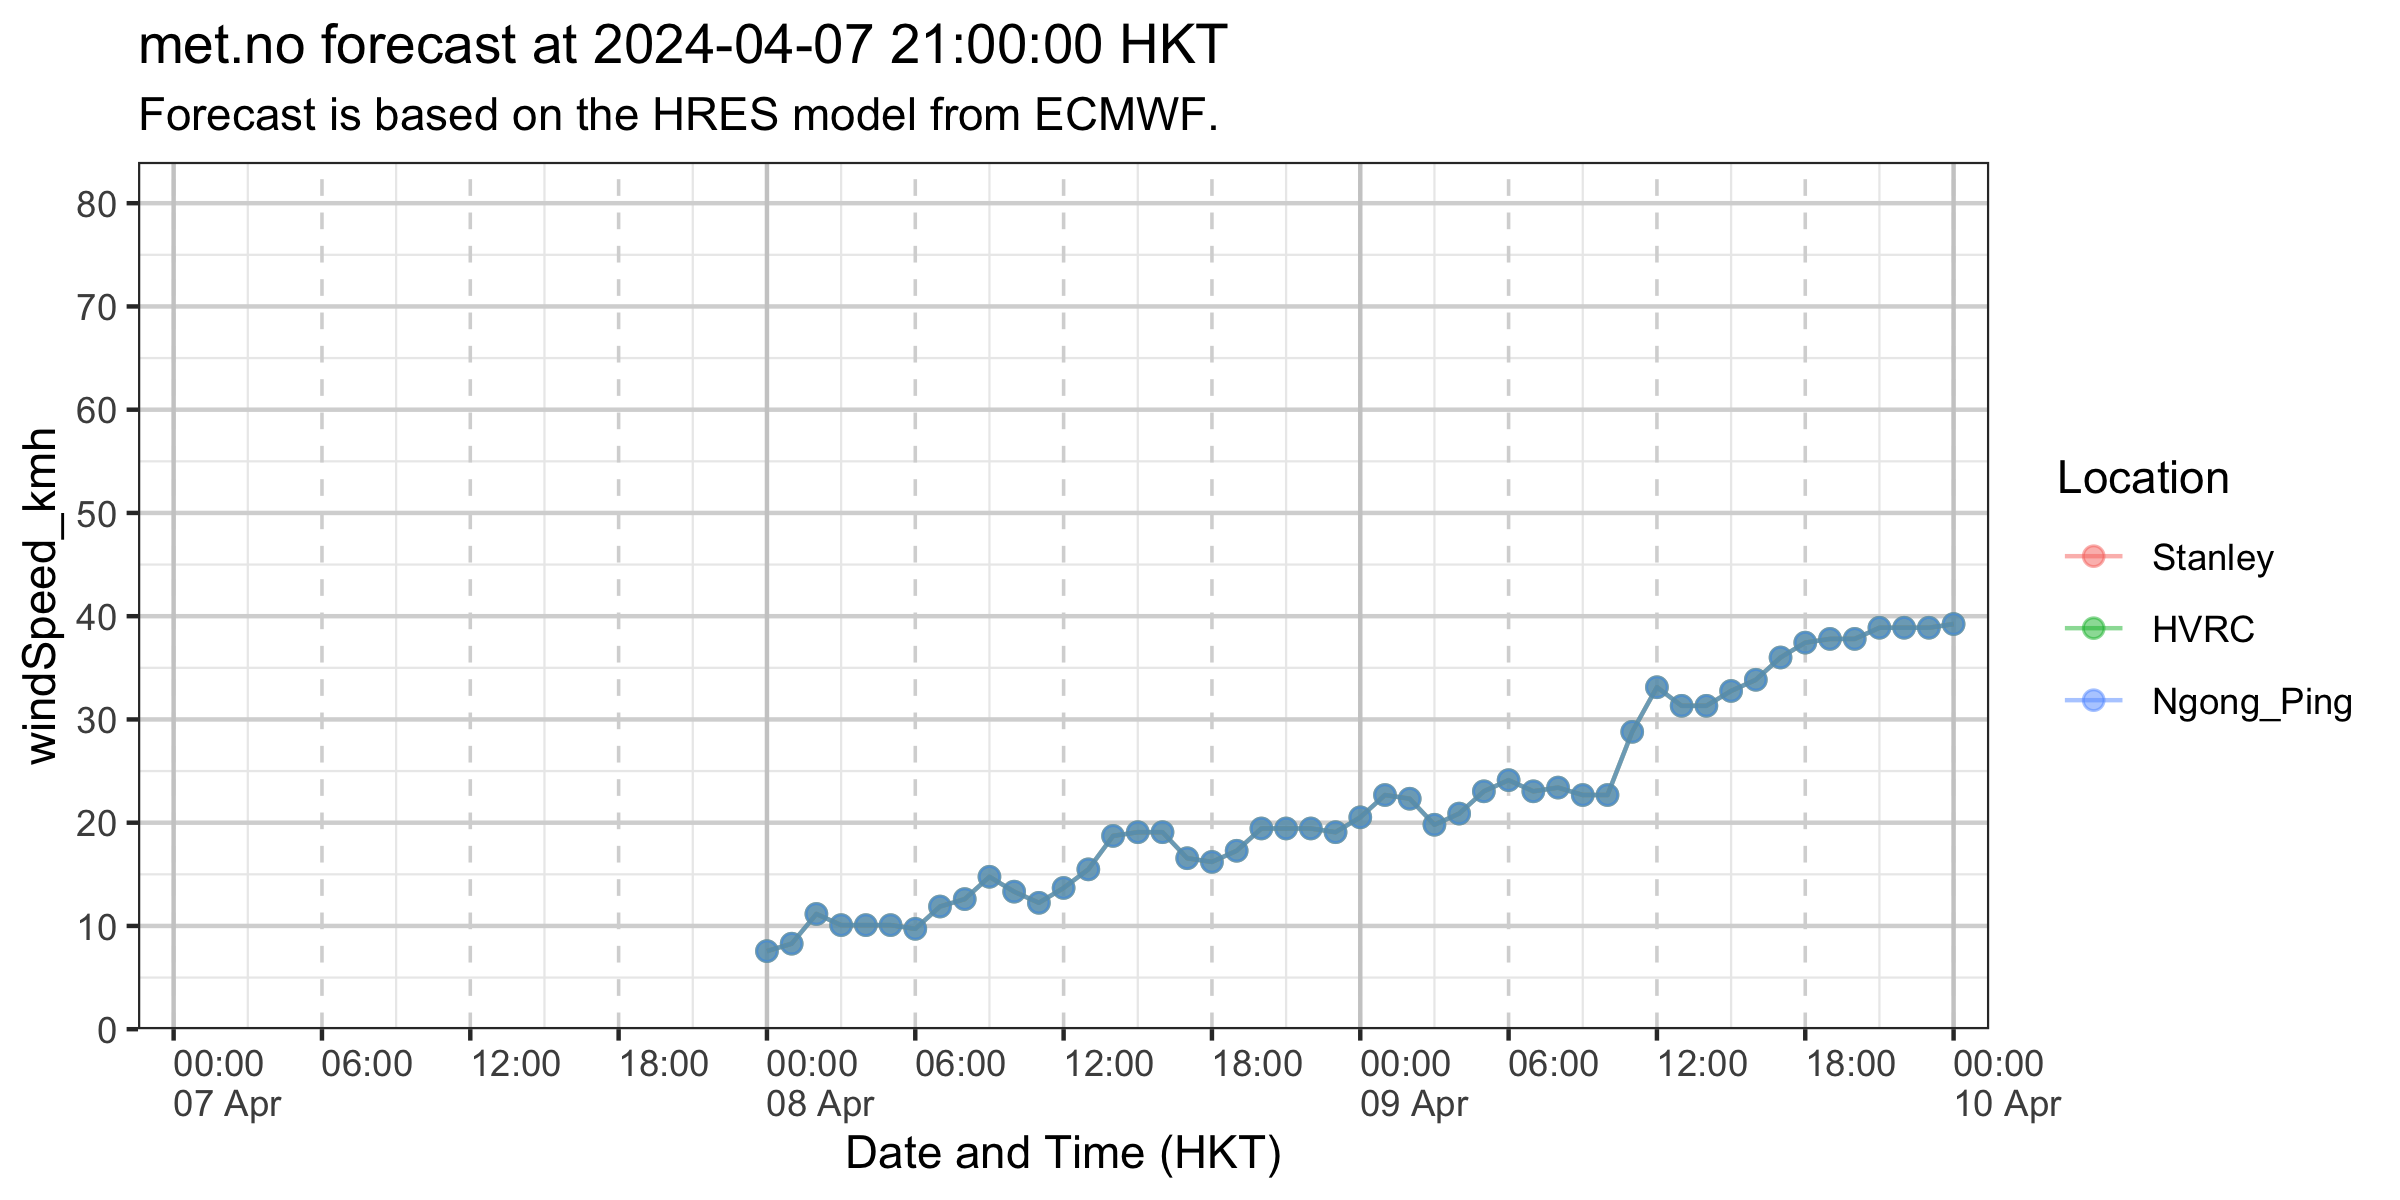 met.no forecast at 2024-04-07 21:00:00 HKT
Forecast is based on the HRES model from ECMWF.
windSpeed_kmh
80
70
60
50
40
30
20
10
0
00:00 06:00 12:00 18:00 00:00 06:00 12:00 18:00 00:00 06:00 12:00 18:00 00:00
07 Apr 08 Apr 09 Apr 10 Apr
Date and Time (HKT)
Location
Stanley
HVRC
Ngong_Ping